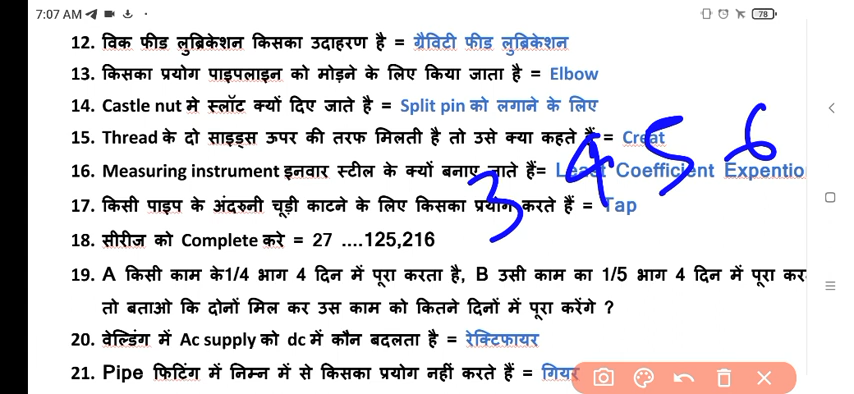 7:07 AM 78
12. विक फीड लुब्रिकेशन किसका उदाहरण है = ग्रैविटी फीड लुब्रिकेशन
13. किसका प्रयोग पाइपलाइन को मोड़ने के लिए किया जाता है = Elbow
14. Castle nut मे स्लॉट क्यों दिए जाते है = Split pin को लगाने के लिए
15. Thread के दो साइड्स ऊपर की तरफ मिलती है तो उसे क्या कहते हैं = Creat
16. Measuring instrument इनवार स्टील के क्यों बनाए जाते हैं= Least Coefficient Expentio
17. किसी पाइप के अंदरुनी चूड़ी काटने के लिए किसका प्रयोग करते हैं = Tap
3 4 5 6
18. सीरीज को Complete करे = 27 ....125,216
19. A किसी काम के1/4 भाग 4 दिन में पूरा करता है, B उसी काम का 1/5 भाग 4 दिन में पूरा कर
तो बताओ कि दोनों मिल कर उस काम को कितने दिनों में पूरा करेंगे ?
20. वेल्डिंग में Ac supply को dc में कौन बदलता है = रेक्टिफायर
21. Pipe फ़िटिंग में निम्न में से किसका प्रयोग नहीं करते हैं = गियर